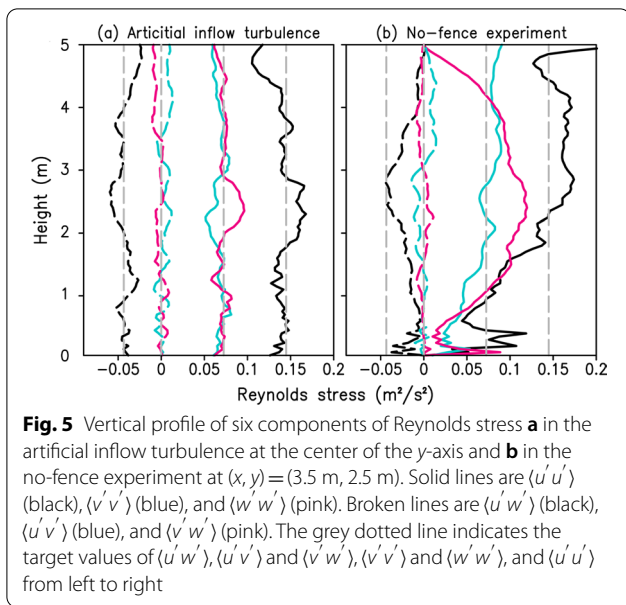 (a) Articitial inflow turbulence
(b) No-fence experiment
5
4
3
2
1
0
Height (m)
−0.05 0 0.05 0.1 0.15
−0.05 0 0.05 0.1 0.15 0.2
Reynolds stress (m²/s²)
Fig. 5 Vertical profile of six components of Reynolds stress a in the
artificial inflow turbulence at the center of the y-axis and b in the
no-fence experiment at (x, y) = (3.5 m, 2.5 m). Solid lines are ⟨u′u′⟩
(black), ⟨v′v′⟩ (blue), and ⟨w′w′⟩ (pink). Broken lines are ⟨u′w′⟩ (black),
⟨u′v′⟩ (blue), and ⟨v′w′⟩ (pink). The grey dotted line indicates the
target values of ⟨u′w′⟩, ⟨u′v′⟩ and ⟨v′w′⟩, ⟨v′v′⟩ and ⟨w′w′⟩, and ⟨u′u′⟩
from left to right